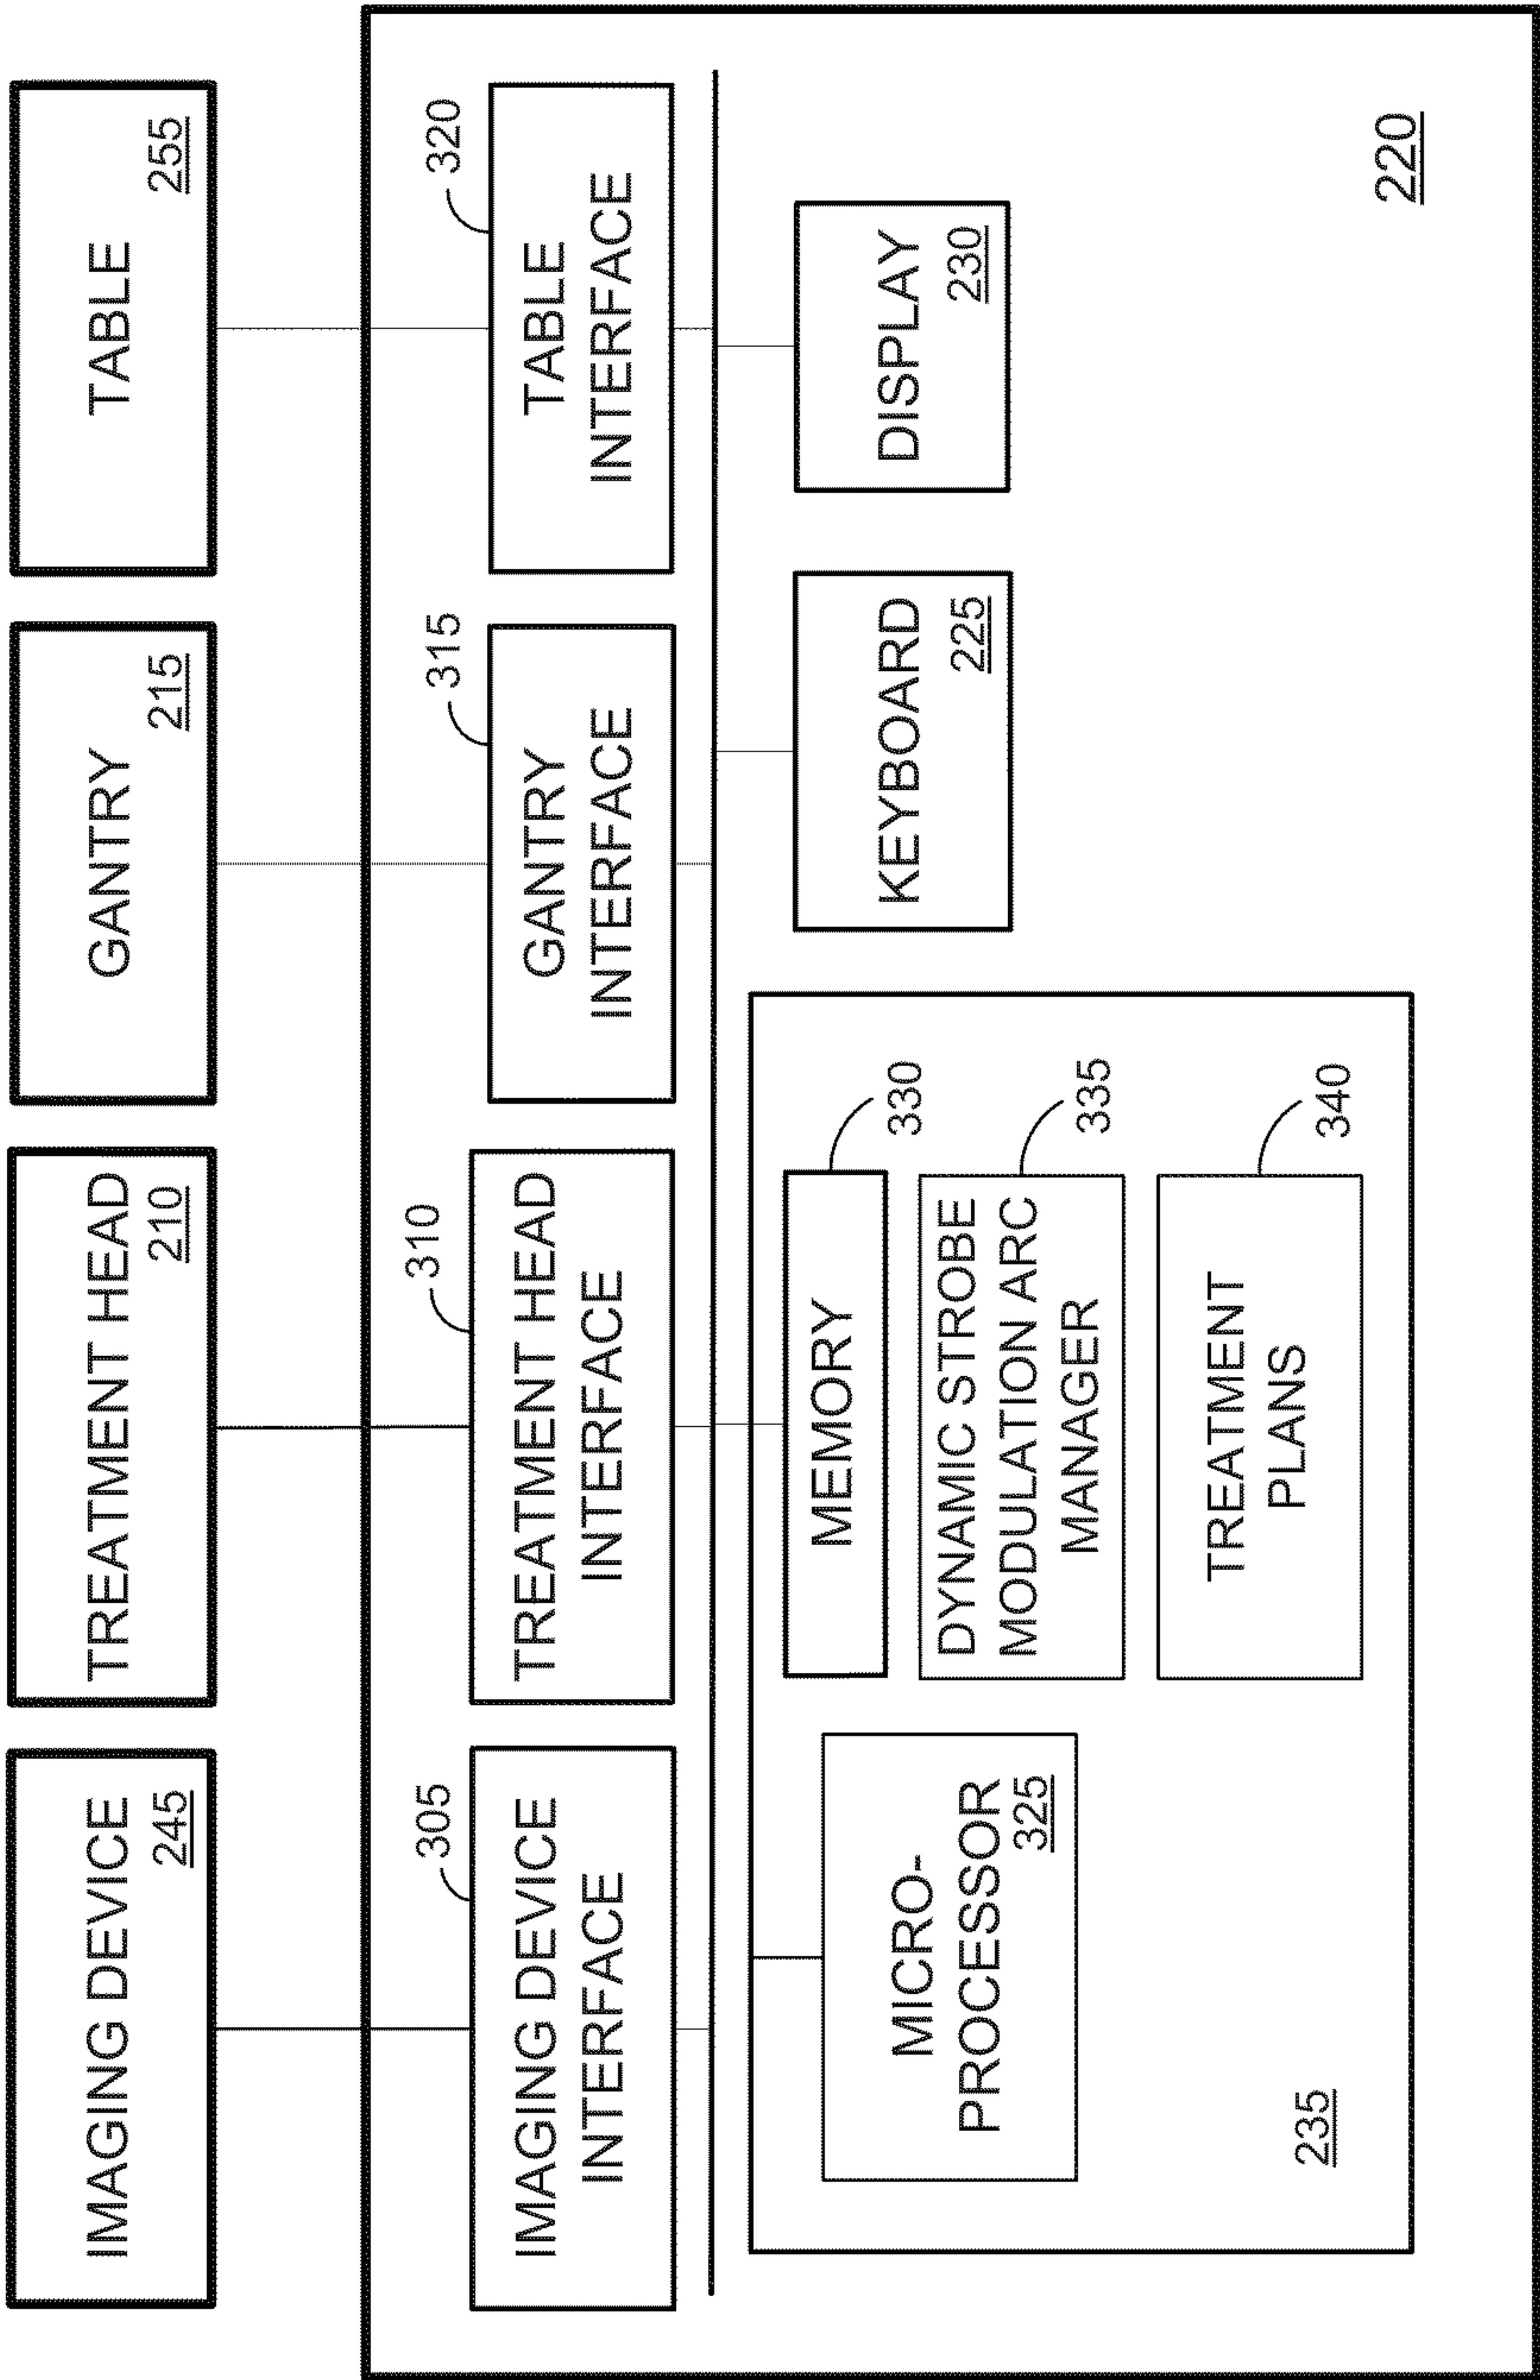 IMAGING DEVICE
245
TREATMENT HEAD
210
GANTRY
215
TABLE
255
305
310
315
320
IMAGING DEVICE
INTERFACE
TREATMENT HEAD
INTERFACE
GANTRY
INTERFACE
TABLE
INTERFACE
MICRO-
PROCESSOR
325
MEMORY
330
DYNAMIC STROBE
MODULATION ARC
MANAGER
335
TREATMENT
PLANS
340
235
KEYBOARD
225
DISPLAY
230
220